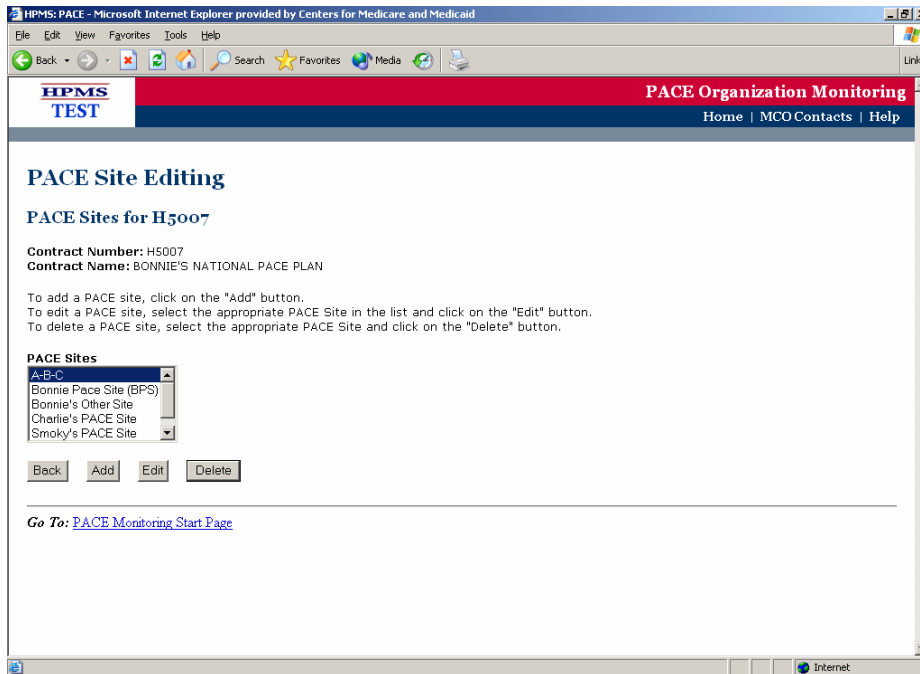 HPMS: PACE - Microsoft Internet Explorer provided by Centers for Medicare and Medicaid
File Edit View Favorites Tools Help
Back Search Favorites Media
Link
HPMS
TEST
PACE Organization Monitoring
Home | MCO Contacts | Help
PACE Site Editing
PACE Sites for H5007
Contract Number: H5007
Contract Name: BONNIE'S NATIONAL PACE PLAN
To add a PACE site, click on the "Add" button.
To edit a PACE site, select the appropriate PACE Site in the list and click on the "Edit" button.
To delete a PACE site, select the appropriate PACE Site and click on the "Delete" button.
PACE Sites
A-B-C
Bonnie Pace Site (BPS)
Bonnie's Other Site
Charlie's PACE Site
Smoky's PACE Site
Back Add Edit Delete
Go To: PACE Monitoring Start Page
Internet